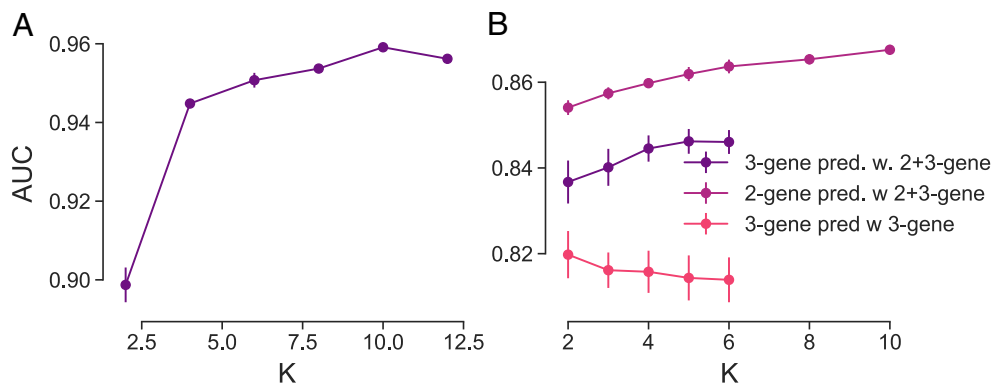 A
AUC
0.96
0.94
0.92
0.90
2.5
5.0
7.5
10.0
12.5
K
B
0.86
0.84
0.82
2
4
6
8
10
K
3-gene pred. w. 2+3-gene
2-gene pred. w 2+3-gene
3-gene pred w 3-gene